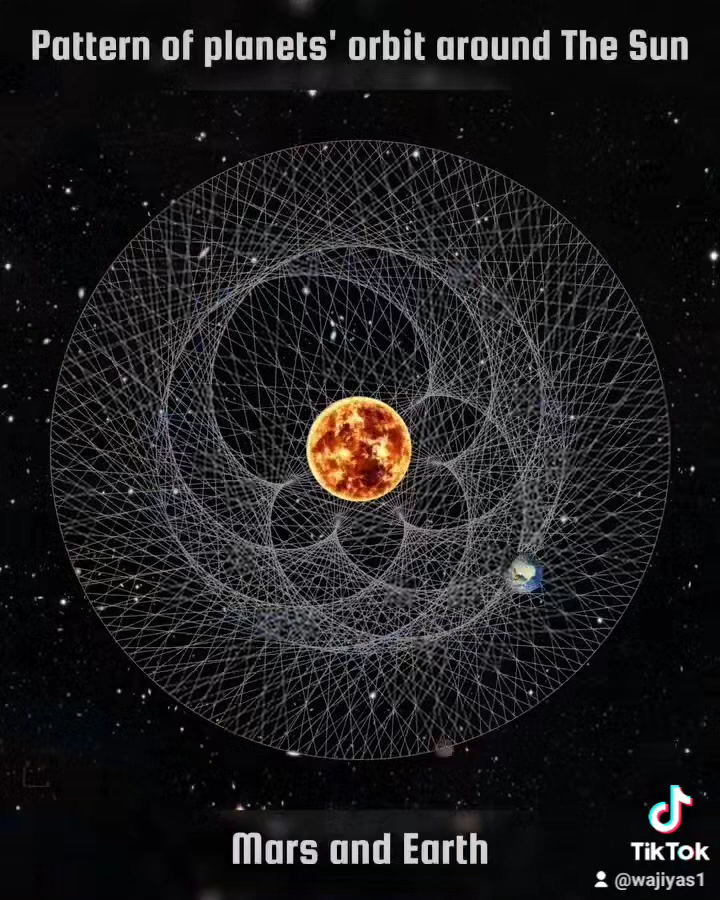 Pattern of planets' orbit around The Sun
Mars and Earth
TikTok
@wajiyas1